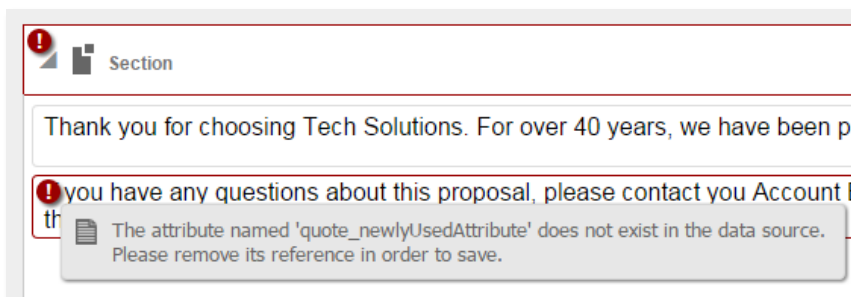 Section
Thank you for choosing Tech Solutions. For over 40 years, we have been p
you have any questions about this proposal, please contact you Account
th
The attribute named 'quote_newlyUsedAttribute' does not exist in the data source.
Please remove its reference in order to save.